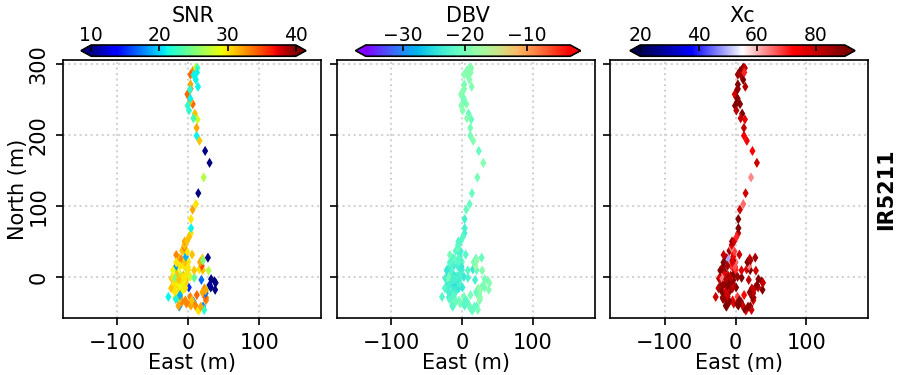 SNR DBV Xc
10 20 30 40 −30 −20 −10 20 40 60 80
300
200
100
0
North (m)
−100 0 100 −100 0 100 −100 0 100
East (m) East (m) East (m)
IR5211